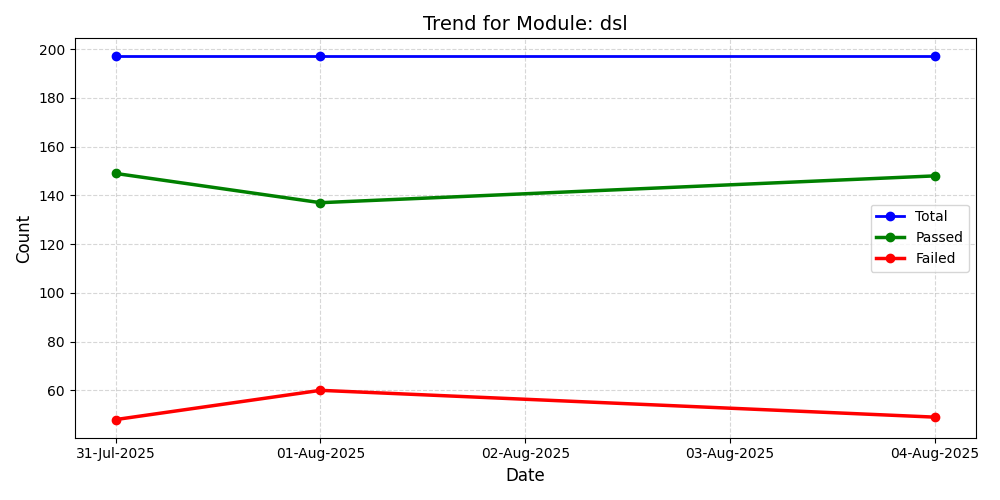 Trend for Module: dsl
200
180
160
140
120
100
80
60
Count
Total
Passed
Failed
31-Jul-2025
01-Aug-2025
02-Aug-2025
03-Aug-2025
04-Aug-2025
Date